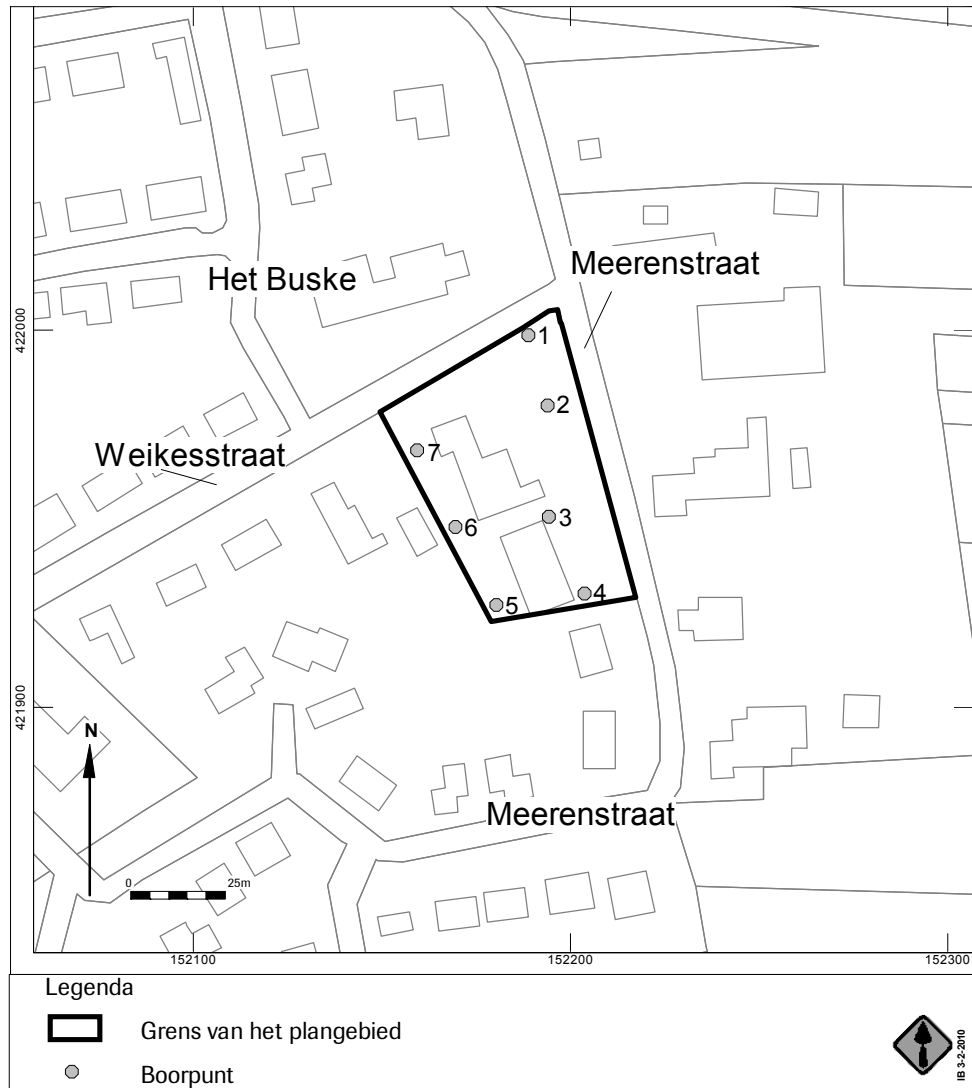 Het Buske
Meerenstraat
422000
1
2
Weikesstraat
7
3
6
4
5
421900
N
Meerenstraat
0 25m
152100 152200 152300
Legenda
Grens van het plangebied
Boorpunt
IB 3-2-2010